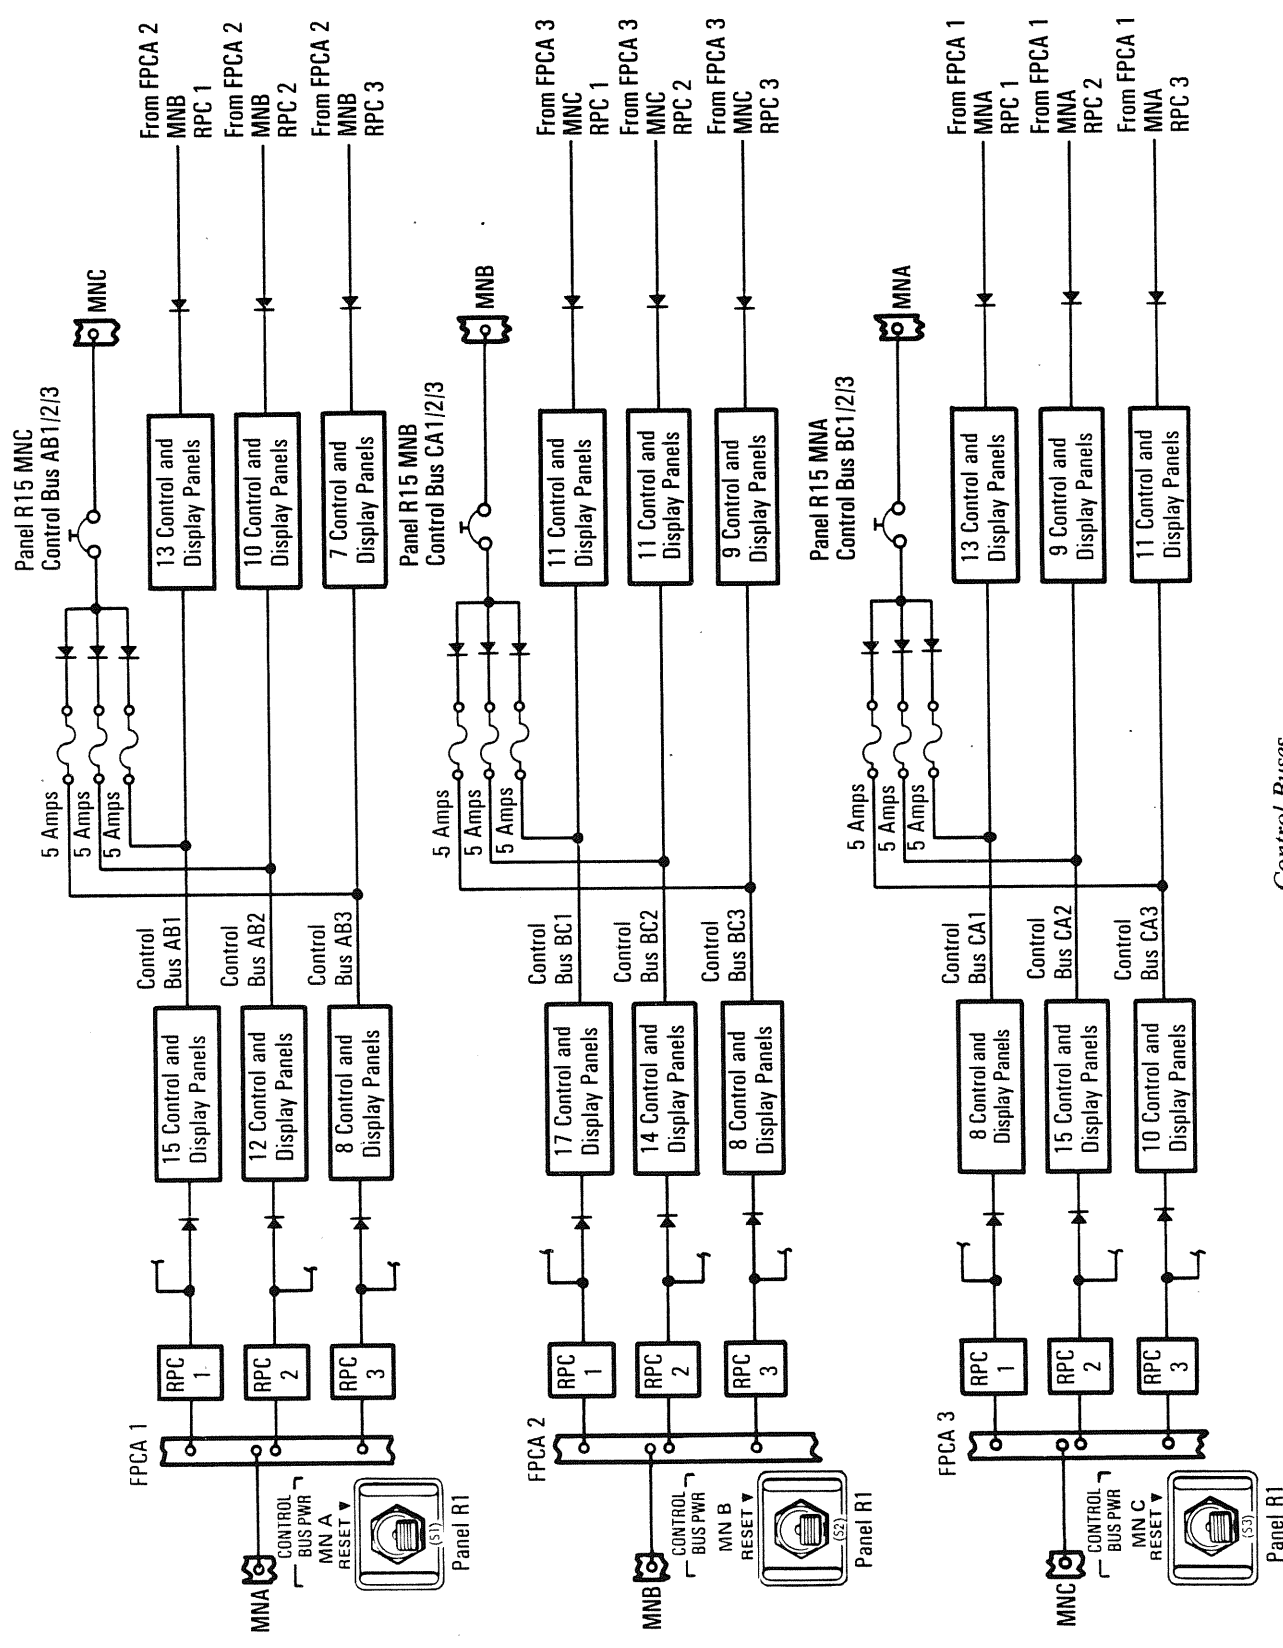 Panel R15 MNC
Control Bus AB1/2/3
MNC
5 Amps
5 Amps
5 Amps
FPCA 1
RPC
1
15 Control and
Display Panels
Control
Bus AB1
13 Control and
Display Panels
From FPCA 2
MNB
RPC 1
RPC
2
12 Control and
Display Panels
Control
Bus AB2
10 Control and
Display Panels
From FPCA 2
MNB
RPC 2
RPC
3
8 Control and
Display Panels
Control
Bus AB3
7 Control and
Display Panels
From FPCA 2
MNB
RPC 3
MNA
CONTROL
BUS PWR
MN A
RESET ▼
(S1)
Panel R1
Panel R15 MNB
Control Bus CA1/2/3
MNB
5 Amps
5 Amps
5 Amps
FPCA 2
RPC
1
17 Control and
Display Panels
Control
Bus BC1
11 Control and
Display Panels
From FPCA 3
MNC
RPC 1
RPC
2
14 Control and
Display Panels
Control
Bus BC2
11 Control and
Display Panels
From FPCA 3
MNC
RPC 2
RPC
3
8 Control and
Display Panels
Control
Bus BC3
9 Control and
Display Panels
From FPCA 3
MNC
RPC 3
MNB
CONTROL
BUS PWR
MN B
RESET ▼
(S2)
Panel R1
Panel R15 MNA
Control Bus BC1/2/3
MNA
5 Amps
5 Amps
5 Amps
FPCA 3
RPC
1
8 Control and
Display Panels
Control
Bus CA1
13 Control and
Display Panels
From FPCA 1
MNA
RPC 1
RPC
2
15 Control and
Display Panels
Control
Bus CA2
9 Control and
Display Panels
From FPCA 1
MNA
RPC 2
RPC
3
10 Control and
Display Panels
Control
Bus CA3
11 Control and
Display Panels
From FPCA 1
MNA
RPC 3
MNC
CONTROL
BUS PWR
MN C
RESET ▼
(S3)
Panel R1
Control Buses